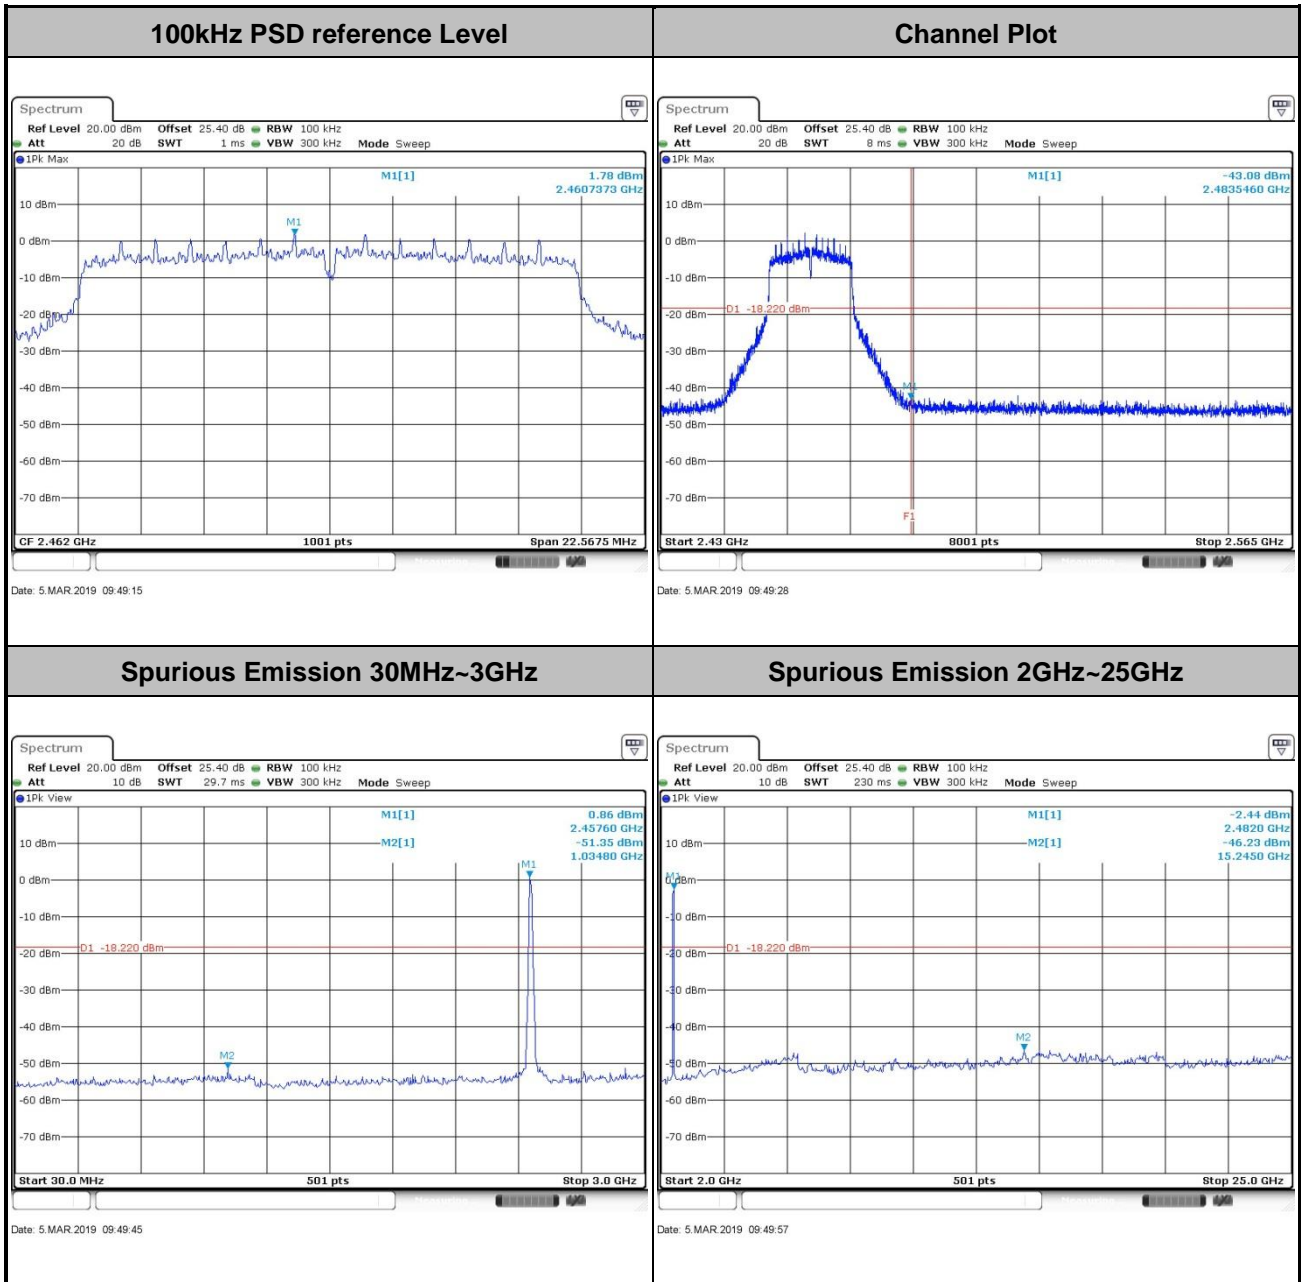 100kHz PSD reference Level
Channel Plot
Spectrum
Ref Level 20.00 dBm Offset 25.40 dB RBW 100 kHz
Att 20 dB SWT 1 ms VBW 300 kHz Mode Sweep
1Pk Max
M1[1] 1.78 dBm
2.4607373 GHz
10 dBm
M1
0 dBm
-10 dBm
-20 dBm
-30 dBm
-40 dBm
-50 dBm
-60 dBm
-70 dBm
CF 2.462 GHz 1001 pts Span 22.5675 MHz
Date: 5.MAR.2019 09:49:15
Spectrum
Ref Level 20.00 dBm Offset 25.40 dB RBW 100 kHz
Att 20 dB SWT 8 ms VBW 300 kHz Mode Sweep
1Pk Max
M1[1] -43.08 dBm
2.4835460 GHz
10 dBm
0 dBm
-10 dBm
D1 -18.220 dBm
-20 dBm
-30 dBm
-40 dBm
M1
-50 dBm
-60 dBm
-70 dBm
F1
Start 2.43 GHz 8001 pts Stop 2.565 GHz
Date: 5.MAR.2019 09:49:28
Spurious Emission 30MHz~3GHz
Spurious Emission 2GHz~25GHz
Spectrum
Ref Level 20.00 dBm Offset 25.40 dB RBW 100 kHz
Att 10 dB SWT 29.7 ms VBW 300 kHz Mode Sweep
1Pk View
M1[1] 0.86 dBm
2.45760 GHz
10 dBm
M2[1] -51.35 dBm
1.03480 GHz
M1
0 dBm
-10 dBm
D1 -18.220 dBm
-20 dBm
-30 dBm
-40 dBm
M2
-50 dBm
-60 dBm
-70 dBm
Start 30.0 MHz 501 pts Stop 3.0 GHz
Date: 5.MAR.2019 09:49:45
Spectrum
Ref Level 20.00 dBm Offset 25.40 dB RBW 100 kHz
Att 10 dB SWT 230 ms VBW 300 kHz Mode Sweep
1Pk View
M1[1] -2.44 dBm
2.4820 GHz
10 dBm
M2[1] -46.23 dBm
15.2450 GHz
M1
0 dBm
-10 dBm
D1 -18.220 dBm
-20 dBm
-30 dBm
-40 dBm
M2
-50 dBm
-60 dBm
-70 dBm
Start 2.0 GHz 501 pts Stop 25.0 GHz
Date: 5.MAR.2019 09:49:57